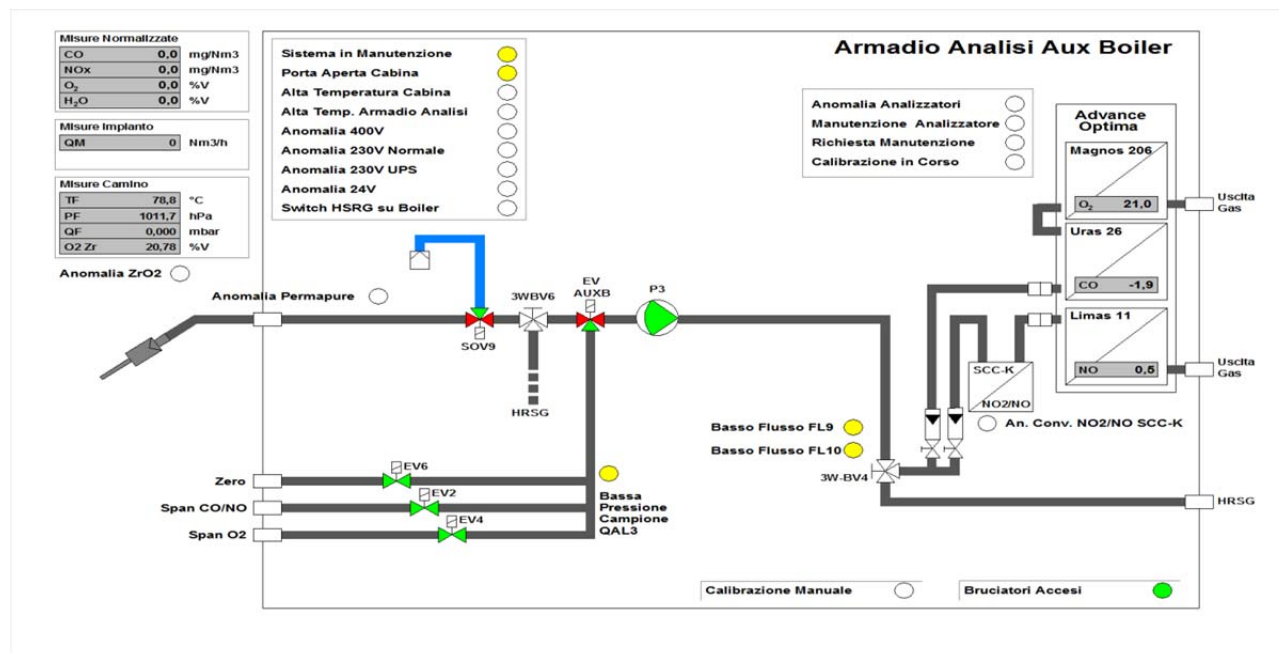 Armadio Analisi Aux Boiler
Misure Normalizzate
CO 0,0 mg/Nm3
NOx 0,0 mg/Nm3
O₂ 0,0 %V
H₂O 0,0 %V
Misure Impianto
QM 0 Nm3/h
Misure Camino
TF 78,8 °C
PF 1011,7 hPa
QF 0,000 mbar
O2 Zr 20,78 %V
Anomalia ZrO2
Sistema in Manutenzione
Porta Aperta Cabina
Alta Temperatura Cabina
Alta Temp. Armadio Analisi
Anomalia 400V
Anomalia 230V Normale
Anomalia 230V UPS
Anomalia 24V
Switch HSRG su Boiler
Anomalia Analizzatori
Manutenzione Analizzatore
Richiesta Manutenzione
Calibrazione in Corso
Advance
Optima
Magnos 206
O₂ 21,0
Uscita
Gas
Uras 26
CO -1,9
Limas 11
NO 0,5
Uscita
Gas
Anomalia Permapure
SOV9
3WBV6
HRSG
EV
AUXB
P3
SCC-K
NO2/NO
An. Conv. NO2/NO SCC-K
Basso Flusso FL9
Basso Flusso FL10
3W-BV4
HRSG
Zero
EV6
Span CO/NO
EV2
Span O2
EV4
Bassa
Pressione
Campione
QAL3
Calibrazione Manuale
Bruciatori Accesi